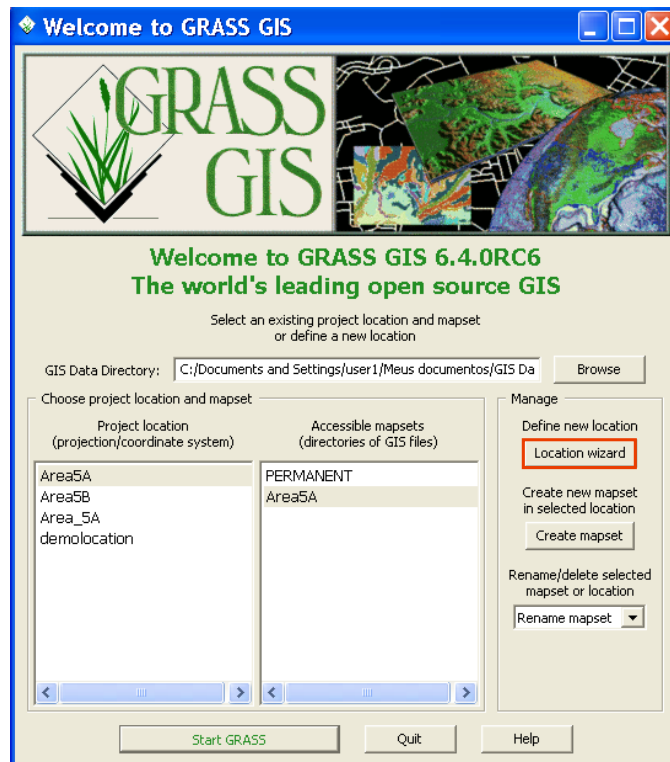 Welcome to GRASS GIS
GRASS
GIS
Welcome to GRASS GIS 6.4.0RC6
The world's leading open source GIS
Select an existing project location and mapset
or define a new location
GIS Data Directory: C:/Documents and Settings/user1/Meus documentos/GIS Da Browse
Choose project location and mapset
Project location
(projection/coordinate system)
Area5A
Area5B
Area_5A
demolocation
Accessible mapsets
(directories of GIS files)
PERMANENT
Area5A
Manage
Define new location
Location wizard
Create new mapset
in selected location
Create mapset
Rename/delete selected
mapset or location
Rename mapset
Start GRASS Quit Help